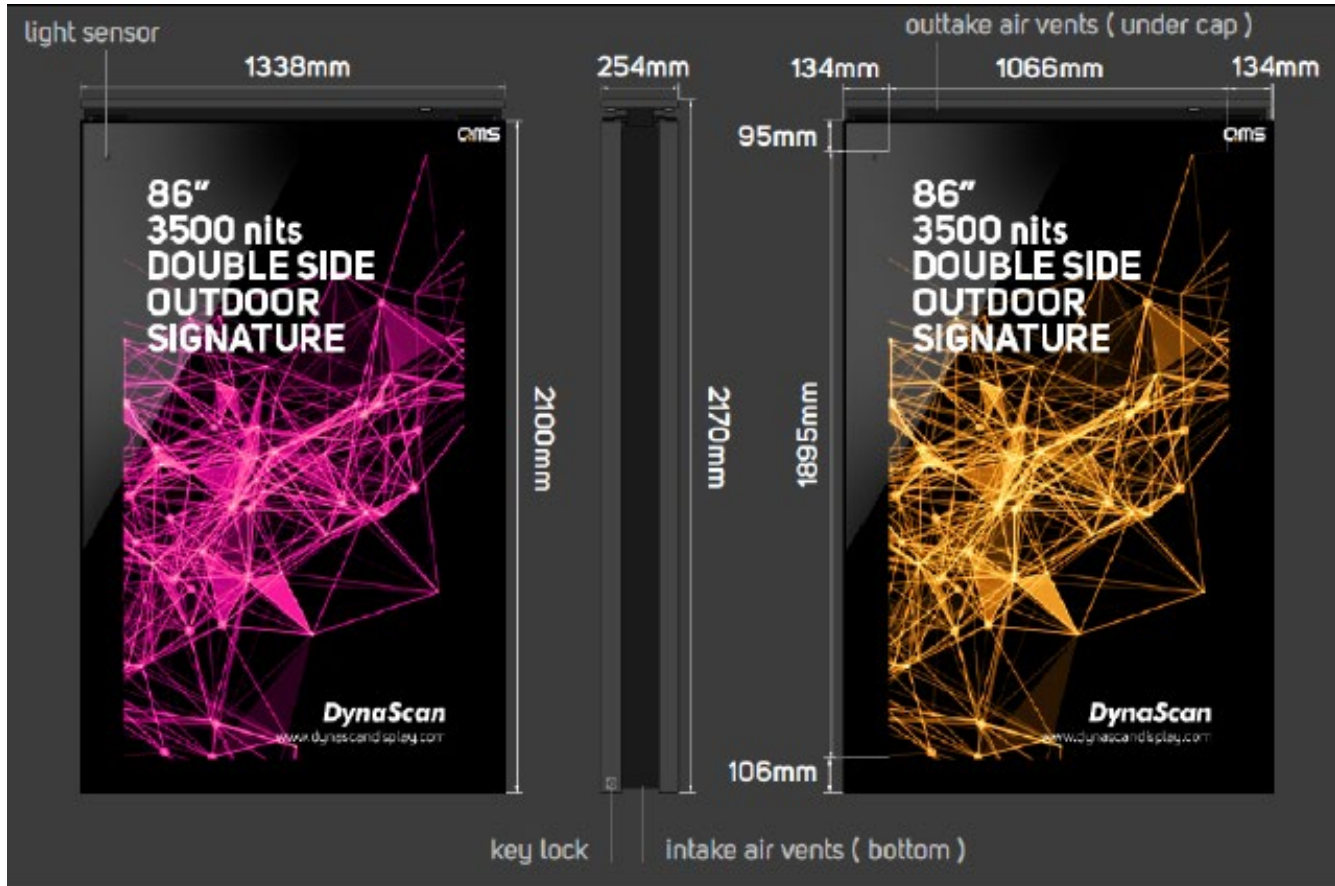 light sensor
outtake air vents ( under cap )
1338mm
254mm
134mm
1066mm
134mm
95mm
QMS
86”
3500 nits
DOUBLE SIDE
OUTDOOR
SIGNATURE
DynaScan
www.dynascandisplay.com
2100mm
2170mm
QMS
86”
3500 nits
DOUBLE SIDE
OUTDOOR
SIGNATURE
1895mm
DynaScan
www.dynascandisplay.com
106mm
key lock
intake air vents ( bottom )